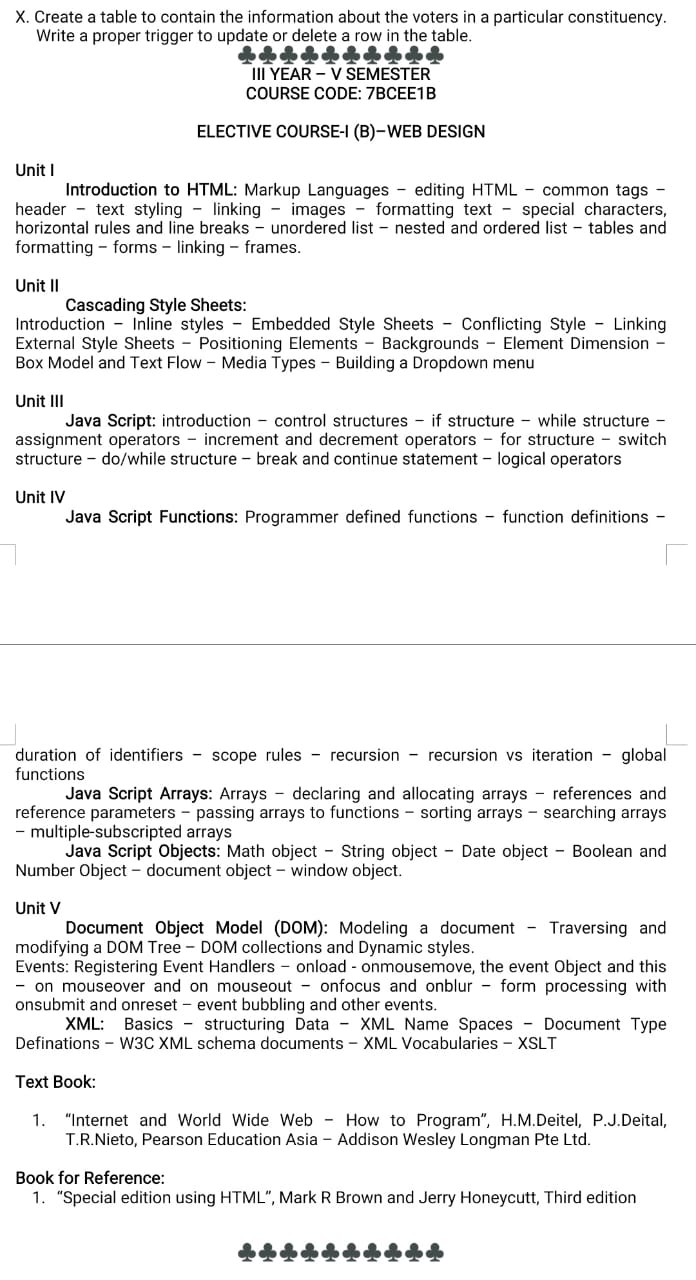 X. Create a table to contain the information about the voters in a particular constituency.
Write a proper trigger to update or delete a row in the table.
♣♣♣♣♣♣♣♣♣♣
III YEAR – V SEMESTER
COURSE CODE: 7BCEE1B
ELECTIVE COURSE-I (B)–WEB DESIGN
Unit I
Introduction to HTML: Markup Languages – editing HTML – common tags –
header – text styling – linking – images – formatting text – special characters,
horizontal rules and line breaks – unordered list – nested and ordered list – tables and
formatting – forms – linking – frames.
Unit II
Cascading Style Sheets:
Introduction – Inline styles – Embedded Style Sheets – Conflicting Style – Linking
External Style Sheets – Positioning Elements – Backgrounds – Element Dimension –
Box Model and Text Flow – Media Types – Building a Dropdown menu
Unit III
Java Script: introduction – control structures – if structure – while structure –
assignment operators – increment and decrement operators – for structure – switch
structure – do/while structure – break and continue statement – logical operators
Unit IV
Java Script Functions: Programmer defined functions – function definitions –
duration of identifiers – scope rules – recursion – recursion vs iteration – global
functions
Java Script Arrays: Arrays – declaring and allocating arrays – references and
reference parameters – passing arrays to functions – sorting arrays – searching arrays
– multiple-subscripted arrays
Java Script Objects: Math object – String object – Date object – Boolean and
Number Object – document object – window object.
Unit V
Document Object Model (DOM): Modeling a document – Traversing and
modifying a DOM Tree – DOM collections and Dynamic styles.
Events: Registering Event Handlers – onload - onmousemove, the event Object and this
– on mouseover and on mouseout – onfocus and onblur – form processing with
onsubmit and onreset – event bubbling and other events.
XML: Basics – structuring Data – XML Name Spaces – Document Type
Definations – W3C XML schema documents – XML Vocabularies – XSLT
Text Book:
1. "Internet and World Wide Web – How to Program", H.M.Deitel, P.J.Deital,
T.R.Nieto, Pearson Education Asia – Addison Wesley Longman Pte Ltd.
Book for Reference:
1. "Special edition using HTML", Mark R Brown and Jerry Honeycutt, Third edition
♣♣♣♣♣♣♣♣♣♣